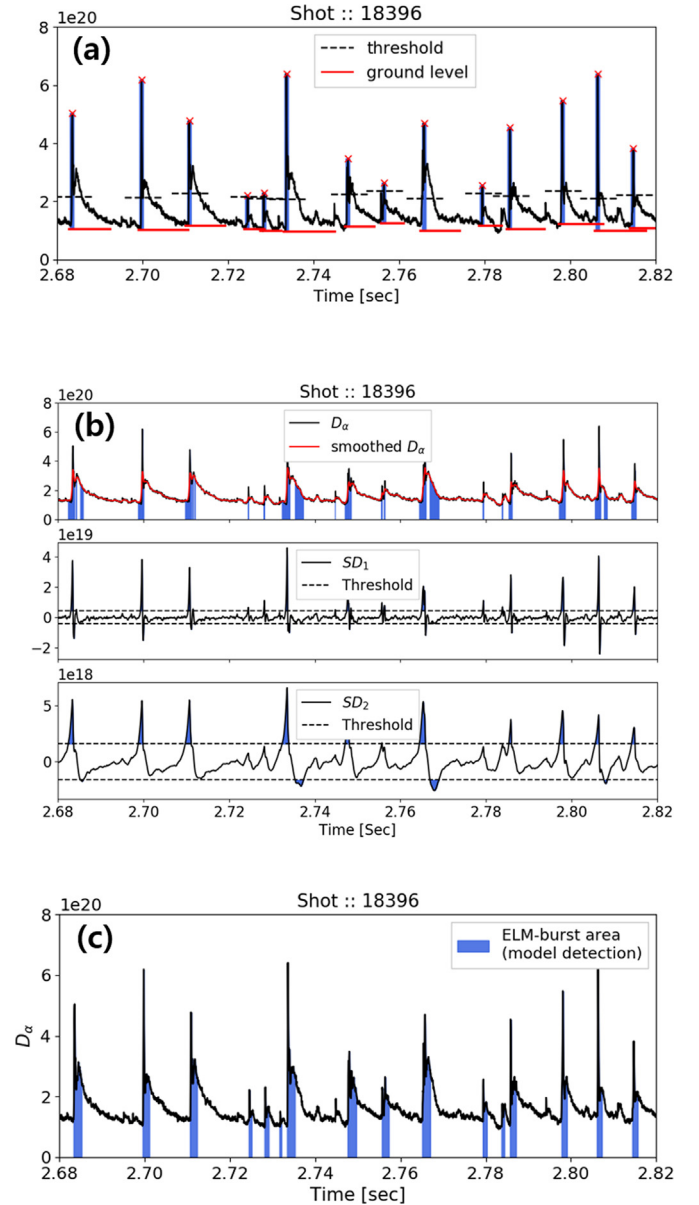 Shot :: 18396
1e20
(a)
threshold
ground level
8
6
4
2
0
2.68 2.70 2.72 2.74 2.76 2.78 2.80 2.82
Time [sec]
Shot :: 18396
1e20
(b)
Dα
smoothed Dα
8
6
4
2
0
1e19
SD1
Threshold
4
2
0
−2
1e18
SD2
Threshold
5
0
2.68 2.70 2.72 2.74 2.76 2.78 2.80 2.82
Time [Sec]
Shot :: 18396
1e20
(c)
ELM-burst area
(model detection)
8
6
4
2
0
Dα
2.68 2.70 2.72 2.74 2.76 2.78 2.80 2.82
Time [sec]